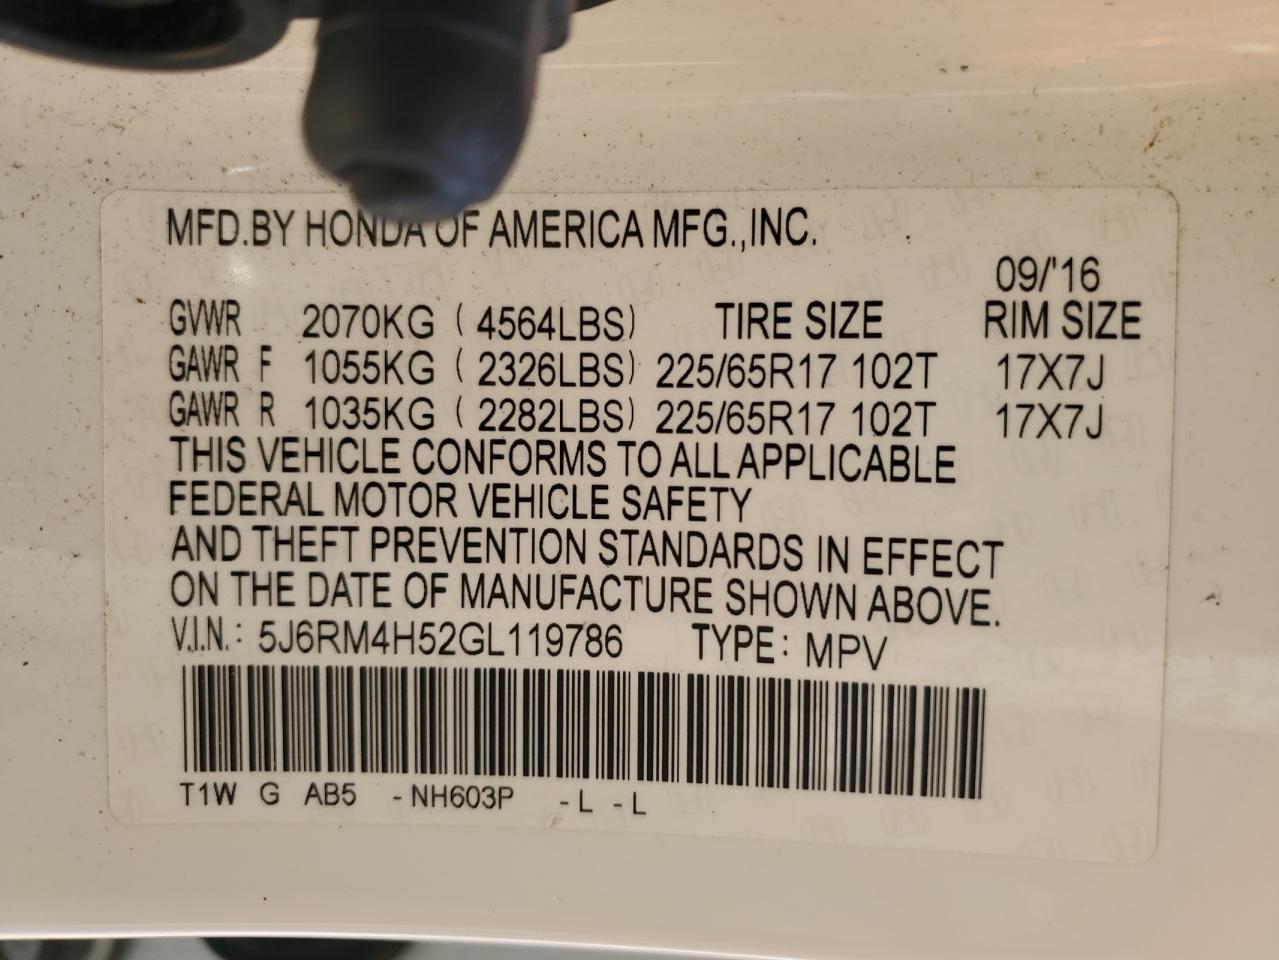 MFD.BY HONDA OF AMERICA MFG.,INC.
09/'16
GVWR 2070KG ( 4564LBS) TIRE SIZE RIM SIZE
GAWR F 1055KG ( 2326LBS) 225/65R17 102T 17X7J
GAWR R 1035KG ( 2282LBS) 225/65R17 102T 17X7J
THIS VEHICLE CONFORMS TO ALL APPLICABLE
FEDERAL MOTOR VEHICLE SAFETY
AND THEFT PREVENTION STANDARDS IN EFFECT
ON THE DATE OF MANUFACTURE SHOWN ABOVE.
V.I.N.: 5J6RM4H52GL119786 TYPE: MPV
T1W G AB5 -NH603P -L -L